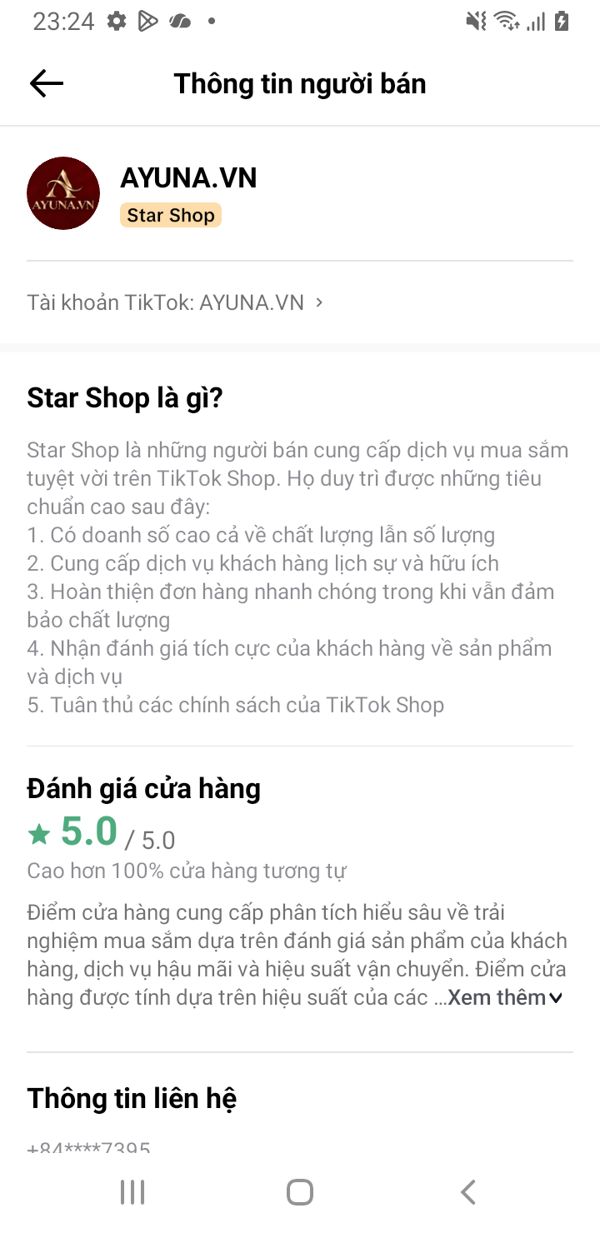 23:24
Thông tin người bán
AYUNA.VN
AYUNA.VN
Star Shop
Tài khoản TikTok: AYUNA.VN >
Star Shop là gì?
Star Shop là những người bán cung cấp dịch vụ mua sắm
tuyệt vời trên TikTok Shop. Họ duy trì được những tiêu
chuẩn cao sau đây:
1. Có doanh số cao cả về chất lượng lẫn số lượng
2. Cung cấp dịch vụ khách hàng lịch sự và hữu ích
3. Hoàn thiện đơn hàng nhanh chóng trong khi vẫn đảm
bảo chất lượng
4. Nhận đánh giá tích cực của khách hàng về sản phẩm
và dịch vụ
5. Tuân thủ các chính sách của TikTok Shop
Đánh giá cửa hàng
5.0 / 5.0
Cao hơn 100% cửa hàng tương tự
Điểm cửa hàng cung cấp phân tích hiểu sâu về trải
nghiệm mua sắm dựa trên đánh giá sản phẩm của khách
hàng, dịch vụ hậu mãi và hiệu suất vận chuyển. Điểm cửa
hàng được tính dựa trên hiệu suất của các ...Xem thêm
Thông tin liên hệ
+84****7395